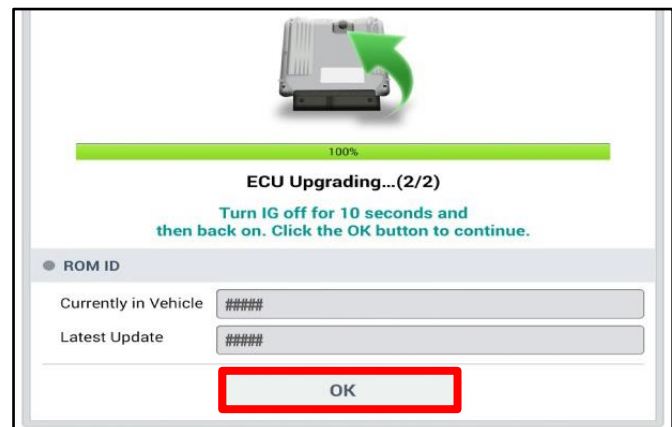 100%
ECU Upgrading...(2/2)
Turn IG off for 10 seconds and
then back on. Click the OK button to continue.
ROM ID
Currently in Vehicle #####
Latest Update #####
OK